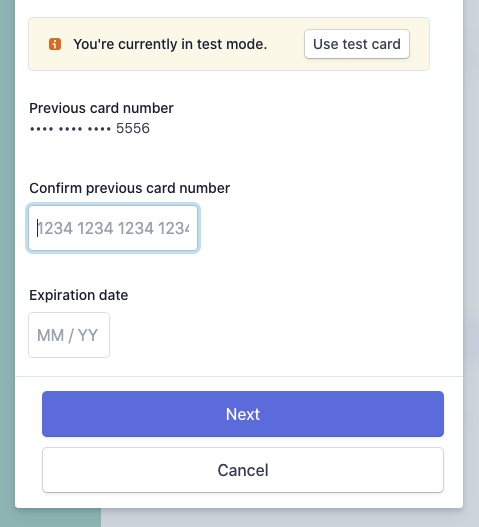 You're currently in test mode.
Use test card
Previous card number
•••• •••• •••• 5556
Confirm previous card number
1234 1234 1234 1234
Expiration date
MM / YY
Next
Cancel